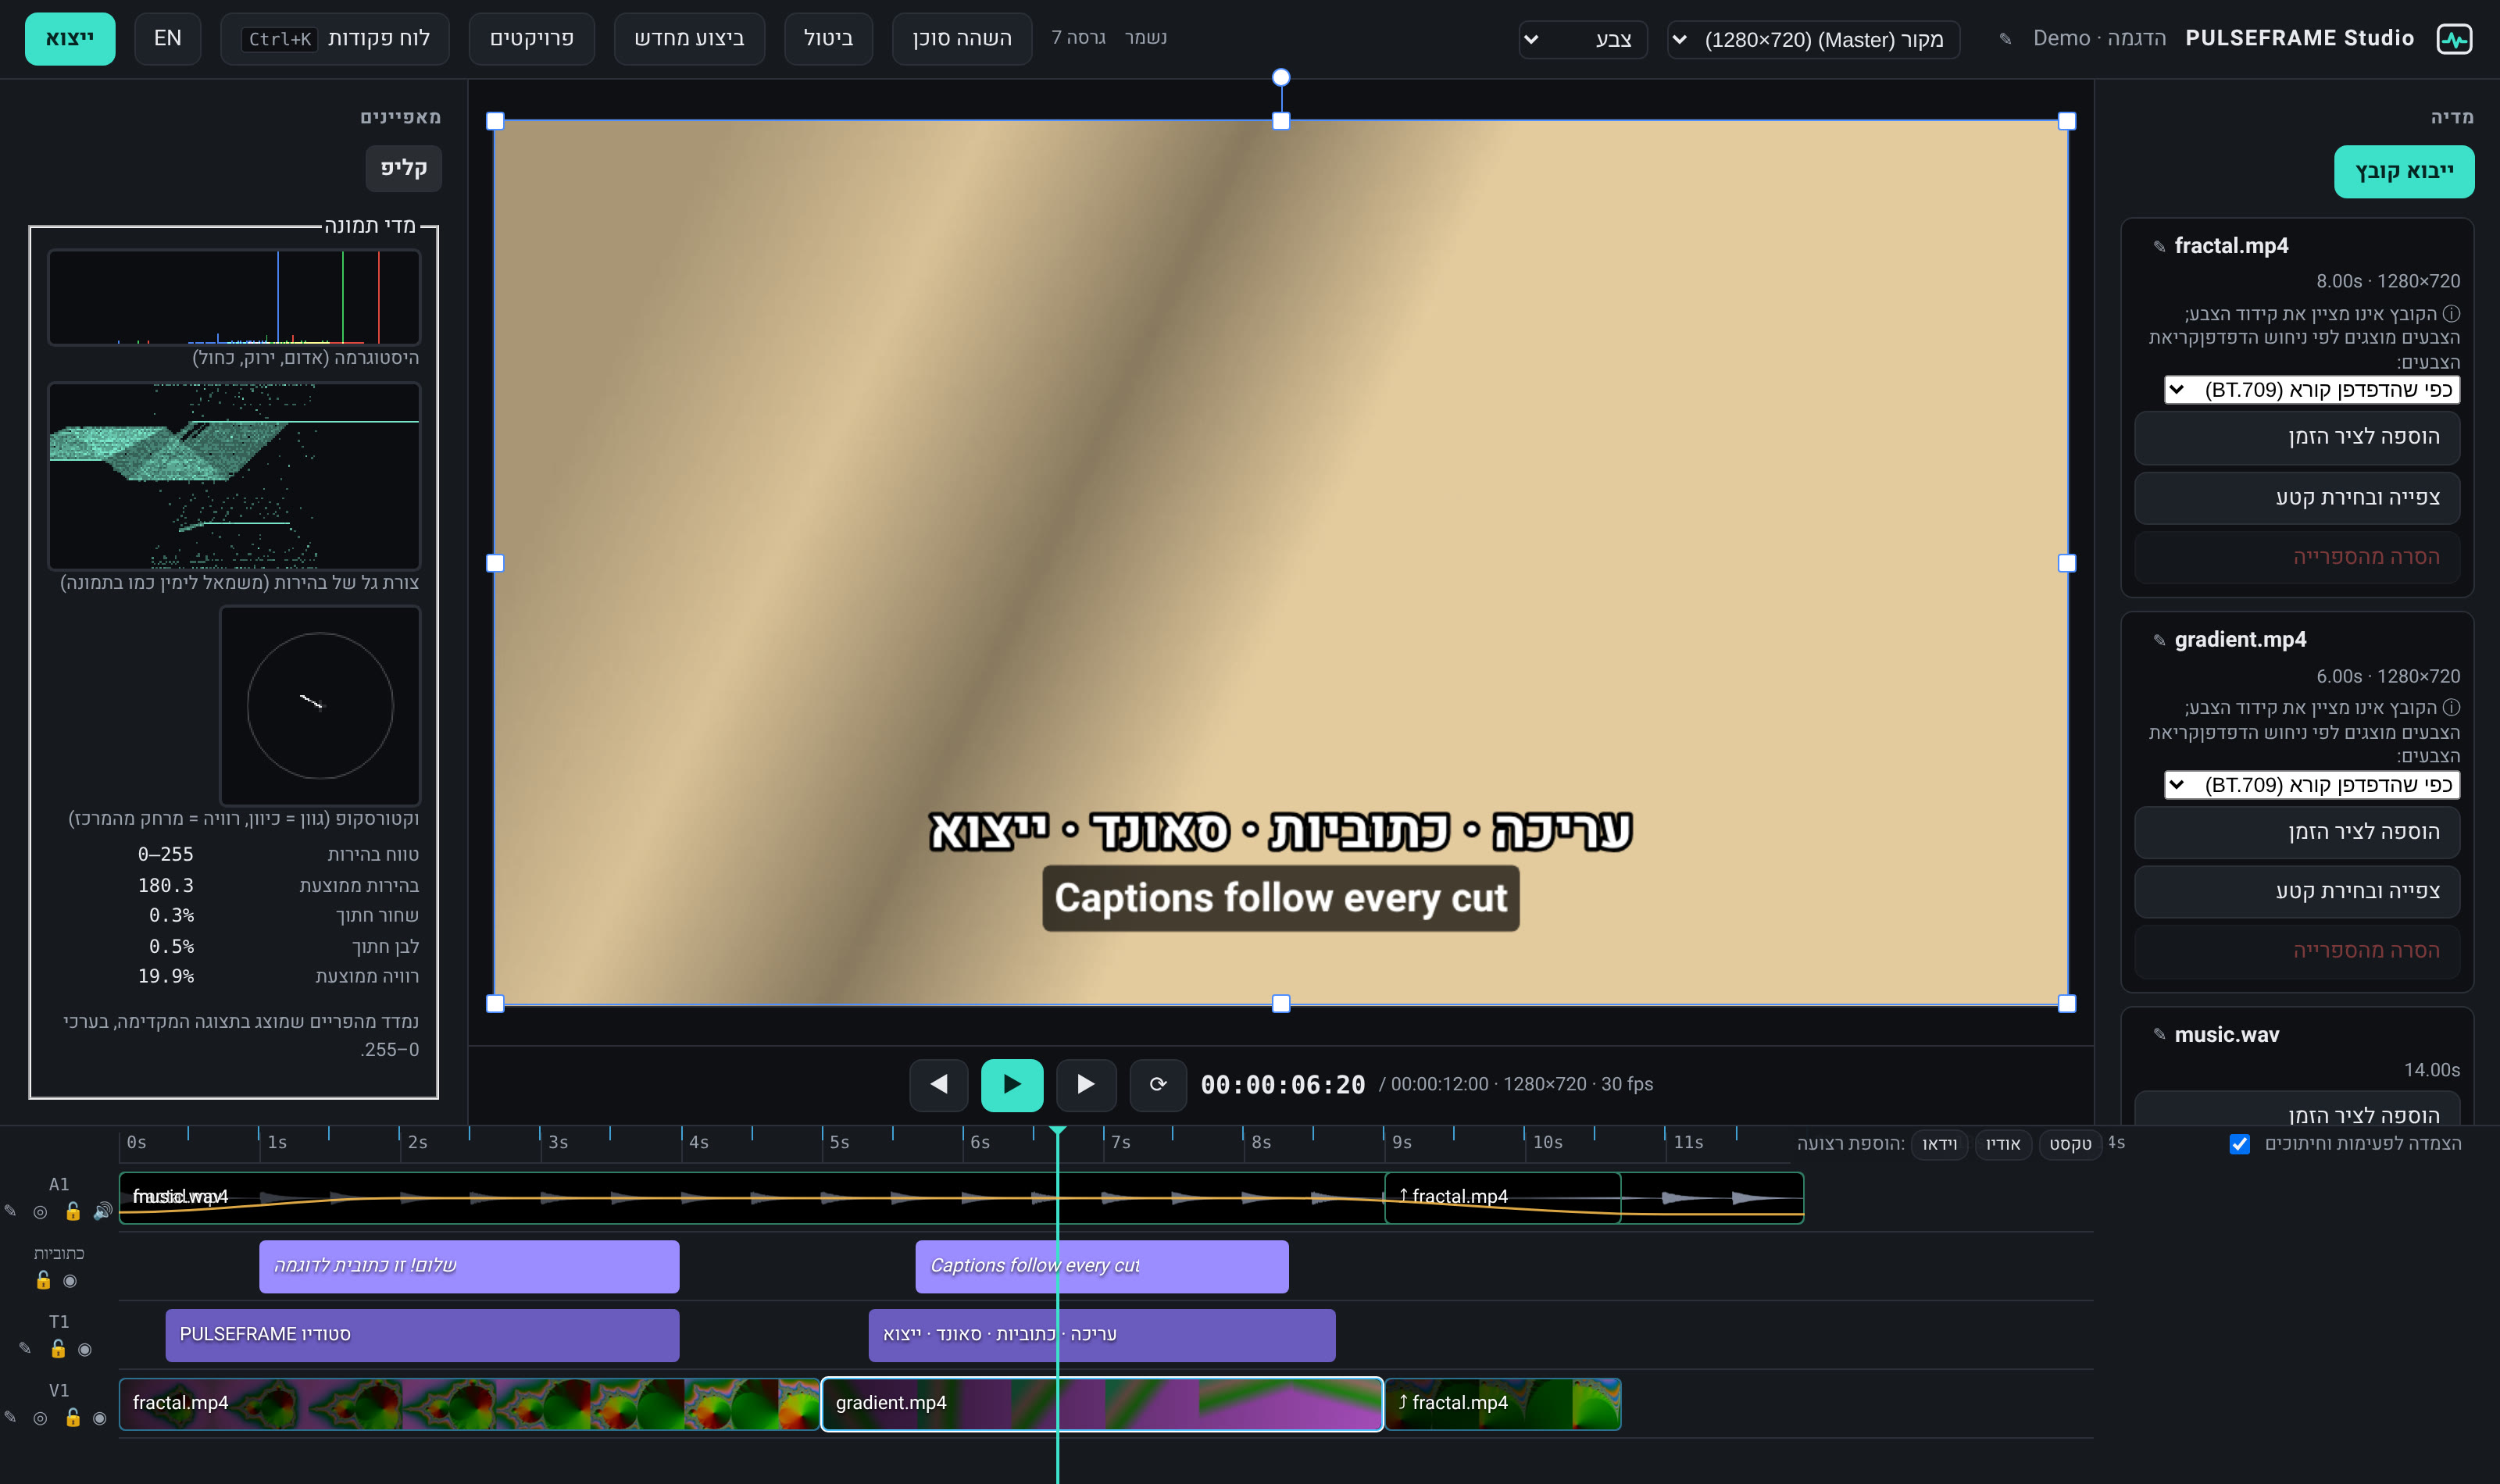 PULSEFRAME Studio
הדגמה · Demo
מקור (Master) (1280×720)
צבע
נשמר
גרסה 7
השהה סוכן
ביטול
ביצוע מחדש
פרויקטים
לוח פקודות Ctrl+K
EN
ייצוא
מדיה
ייבוא קובץ
fractal.mp4
8.00s · 1280×720
ⓘ הקובץ אינו מציין את קידוד הצבע;
הצבעים מוצגים לפי ניחוש הדפדפןקריאת
הצבעים:
כפי שהדפדפן קורא (BT.709)
הוספה לציר הזמן
צפייה ובחירת קטע
הסרה מהספרייה
gradient.mp4
6.00s · 1280×720
ⓘ הקובץ אינו מציין את קידוד הצבע;
הצבעים מוצגים לפי ניחוש הדפדפןקריאת
הצבעים:
כפי שהדפדפן קורא (BT.709)
הוספה לציר הזמן
צפייה ובחירת קטע
הסרה מהספרייה
music.wav
14.00s
הוספה לציר הזמן
עריכה · כתוביות · סאונד · ייצוא
Captions follow every cut
00:00:06:20 / 00:00:12:00 · 1280×720 · 30 fps
מאפיינים
קליפ
מדי תמונה
היסטוגרמה (אדום, ירוק, כחול)
צורת גל של בהירות (משמאל לימין כמו בתמונה)
וקטורסקופ (גוון = כיוון, רוויה = מרחק מהמרכז)
טווח בהירות 0–255
בהירות ממוצעת 180.3
שחור חתוך 0.3%
לבן חתוך 0.5%
רוויה ממוצעת 19.9%
נמדד מהפריים שמוצג בתצוגה המקדימה, בערכי
0–255.
הצמדה לפעימות וחיתוכים
הוספת רצועה: וידאו אודיו טקסט
0s 1s 2s 3s 4s 5s 6s 7s 8s 9s 10s 11s 4s
A1
music.wav
fractal.mp4
⤴ fractal.mp4
כתוביות
שלום! זו כתובית לדוגמה
Captions follow every cut
T1
PULSEFRAME סטודיו
עריכה · כתוביות · סאונד · ייצוא
V1
fractal.mp4
gradient.mp4
⤴ fractal.mp4